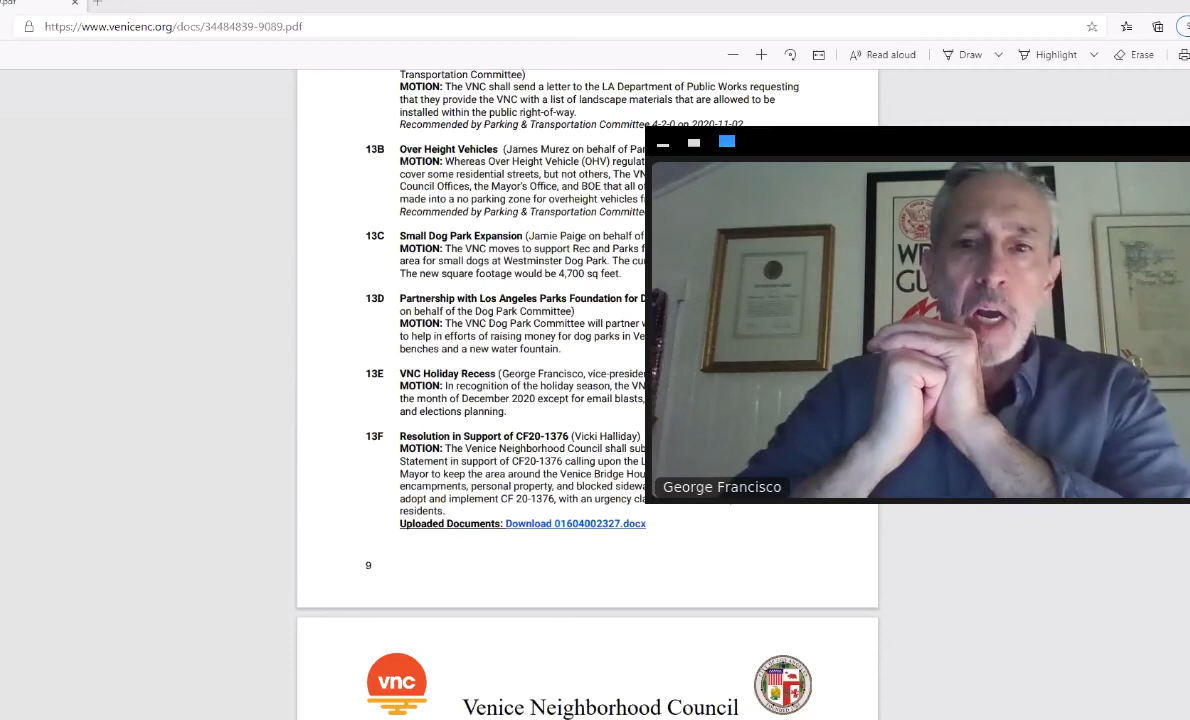 .pdf
https://www.venicenc.org/docs/34484839-9089.pdf
Read aloud
Draw
Highlight
Erase
Transportation Committee)
MOTION: The VNC shall send a letter to the LA Department of Public Works requesting
that they provide the VNC with a list of landscape materials that are allowed to be
installed within the public right-of-way.
Recommended by Parking & Transportation Committee 4-2-0 on 2020-11-02
13B Over Height Vehicles (James Murez on behalf of Par
MOTION: Whereas Over Height Vehicle (OHV) regulat
cover some residential streets, but not others, The VN
Council Offices, the Mayor's Office, and BOE that all o
made into a no parking zone for overheight vehicles f
Recommended by Parking & Transportation Committe
13C Small Dog Park Expansion (Jamie Paige on behalf of
MOTION: The VNC moves to support Rec and Parks f
area for small dogs at Westminster Dog Park. The cu
The new square footage would be 4,700 sq feet.
13D Partnership with Los Angeles Parks Foundation for D
on behalf of the Dog Park Committee)
MOTION: The VNC Dog Park Committee will partner w
to help in efforts of raising money for dog parks in Ve
benches and a new water fountain.
13E VNC Holiday Recess (George Francisco, vice-preside
MOTION: In recognition of the holiday season, the VN
the month of December 2020 except for email blasts,
and elections planning.
13F Resolution in Support of CF20-1376 (Vicki Halliday)
MOTION: The Venice Neighborhood Council shall sub
Statement in support of CF20-1376 calling upon the L
Mayor to keep the area around the Venice Bridge Hou
encampments, personal property, and blocked sidew
adopt and implement CF 20-1376, with an urgency cla
residents.
Uploaded Documents: Download 01604002327.docx
9
WR
GU
George Francisco
vnc
Venice Neighborhood Council